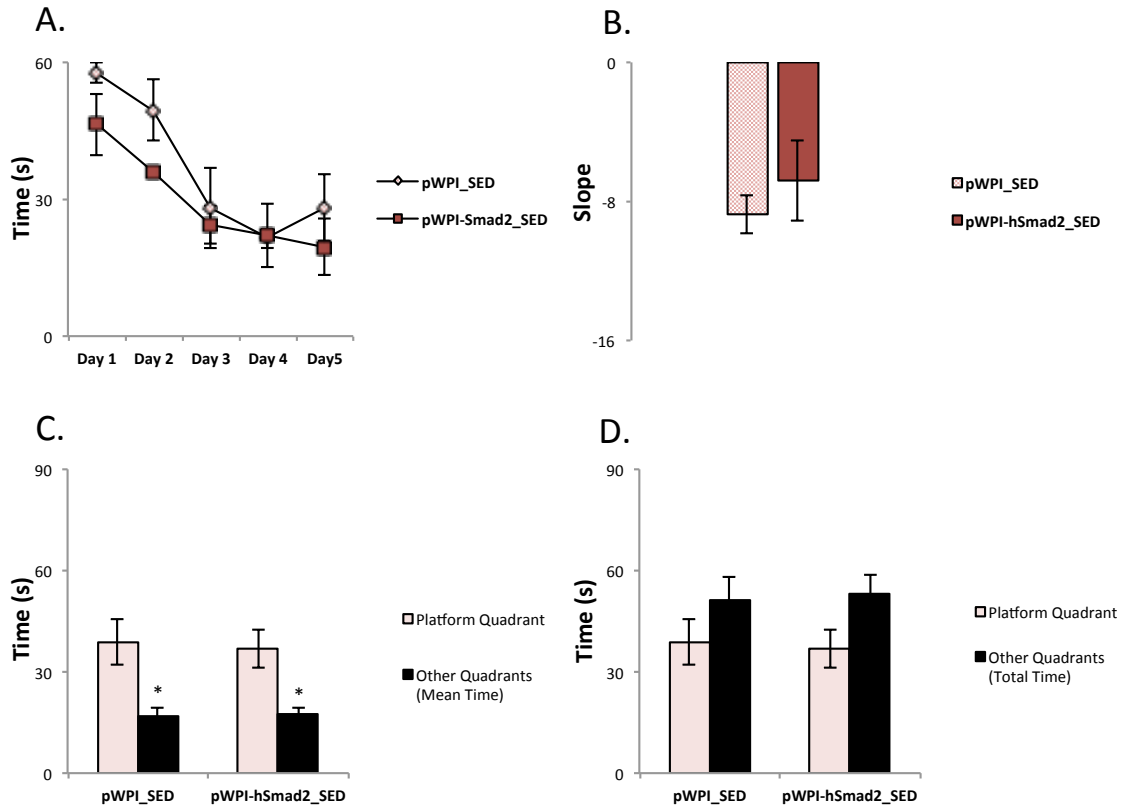 A.
60
30
0
Time (s)
Day 1 Day 2 Day 3 Day 4 Day5
pWPI_SED
pWPI-Smad2_SED
B.
0
-8
-16
Slope
pWPI_SED
pWPI-hSmad2_SED
C.
90
60
30
0
Time (s)
* *
pWPI_SED pWPI-hSmad2_SED
Platform Quadrant
Other Quadrants
(Mean Time)
D.
90
60
30
0
Time (s)
pWPI_SED pWPI-hSmad2_SED
Platform Quadrant
Other Quadrants
(Total Time)